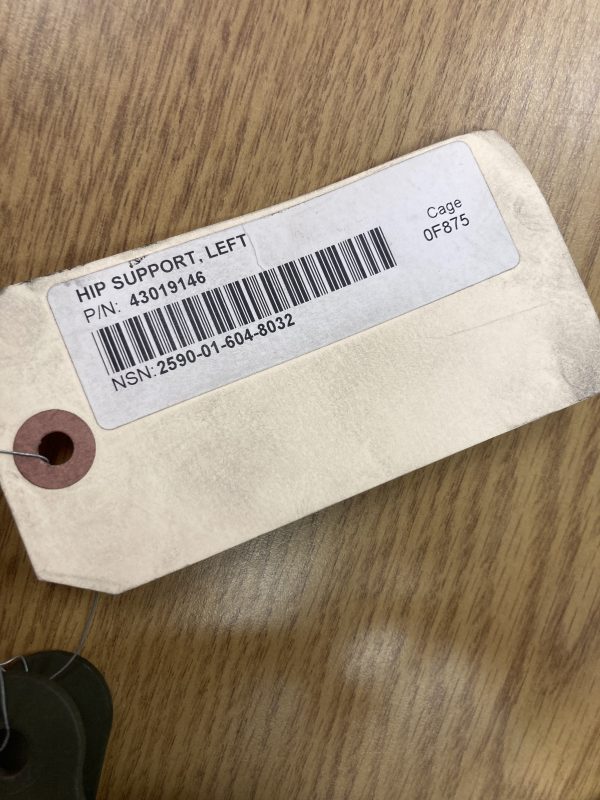 HIP SUPPORT, LEFT
P/N: 43019146
NSN: 2590-01-604-8032
Cage
0F875